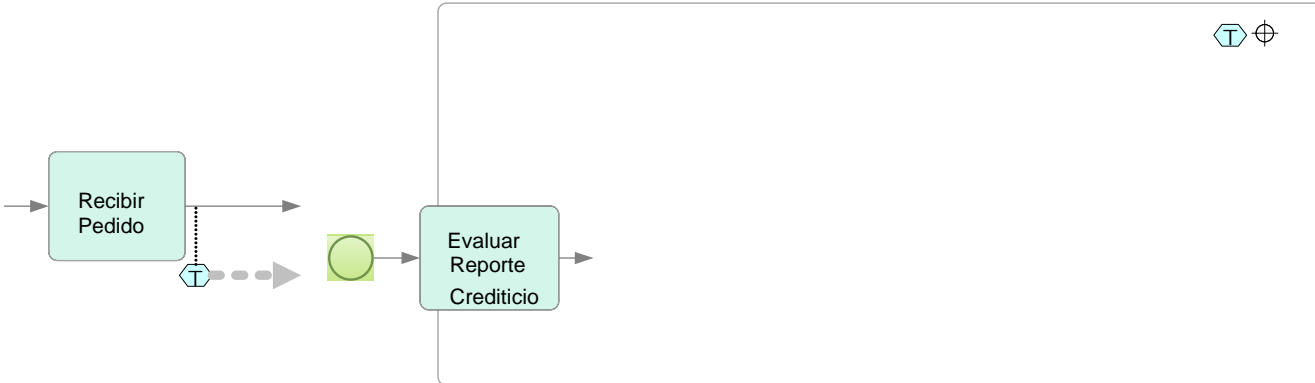 T
Recibir
Pedido
T
Evaluar
Reporte
Crediticio